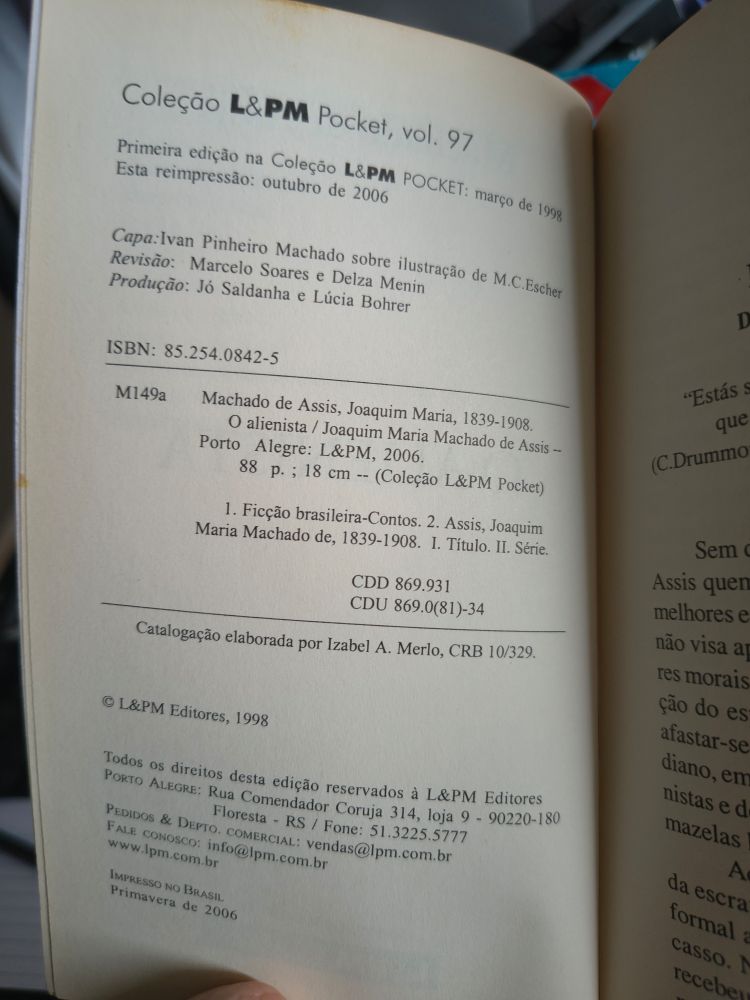 Coleção L&PM Pocket, vol. 97
Primeira edição na Coleção L&PM POCKET: março de 1998
Esta reimpressão: outubro de 2006
Capa:Ivan Pinheiro Machado sobre ilustração de M.C.Escher
Revisão: Marcelo Soares e Delza Menin
Produção: Jó Saldanha e Lúcia Bohrer
ISBN: 85.254.0842-5
M149a Machado de Assis, Joaquim Maria, 1839-1908.
O alienista / Joaquim Maria Machado de Assis –
Porto Alegre: L&PM, 2006.
88 p. ; 18 cm -- (Coleção L&PM Pocket)
1. Ficção brasileira-Contos. 2. Assis, Joaquim
Maria Machado de, 1839-1908. I. Título. II. Série.
CDD 869.931
CDU 869.0(81)-34
Catalogação elaborada por Izabel A. Merlo, CRB 10/329.
© L&PM Editores, 1998
Todos os direitos desta edição reservados à L&PM Editores
PORTO ALEGRE: Rua Comendador Coruja 314, loja 9 - 90220-180
Floresta - RS / Fone: 51.3225.5777
PEDIDOS & DEPTO. COMERCIAL: vendas@lpm.com.br
FALE CONOSCO: info@lpm.com.br
www.lpm.com.br
IMPRESSO NO BRASIL
Primavera de 2006
“Estás
que
(C.Drummo
Sem
Assis quen
melhores e
não visa ap
res morais
ção do es
afastar-se
diano, em
nistas e d
mazelas
da escra
formal a
casso. N
recebeu